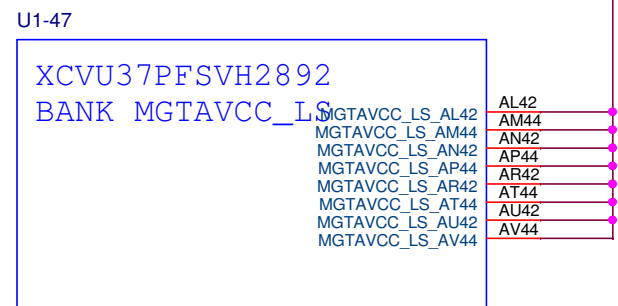 U1-47
XCVU37PFSVH2892
BANK MGTAVCC_LS
MGTAVCC_LS_AL42 AL42
MGTAVCC_LS_AM44 AM44
MGTAVCC_LS_AN42 AN42
MGTAVCC_LS_AP44 AP44
MGTAVCC_LS_AR42 AR42
MGTAVCC_LS_AT44 AT44
MGTAVCC_LS_AU42 AU42
MGTAVCC_LS_AV44 AV44